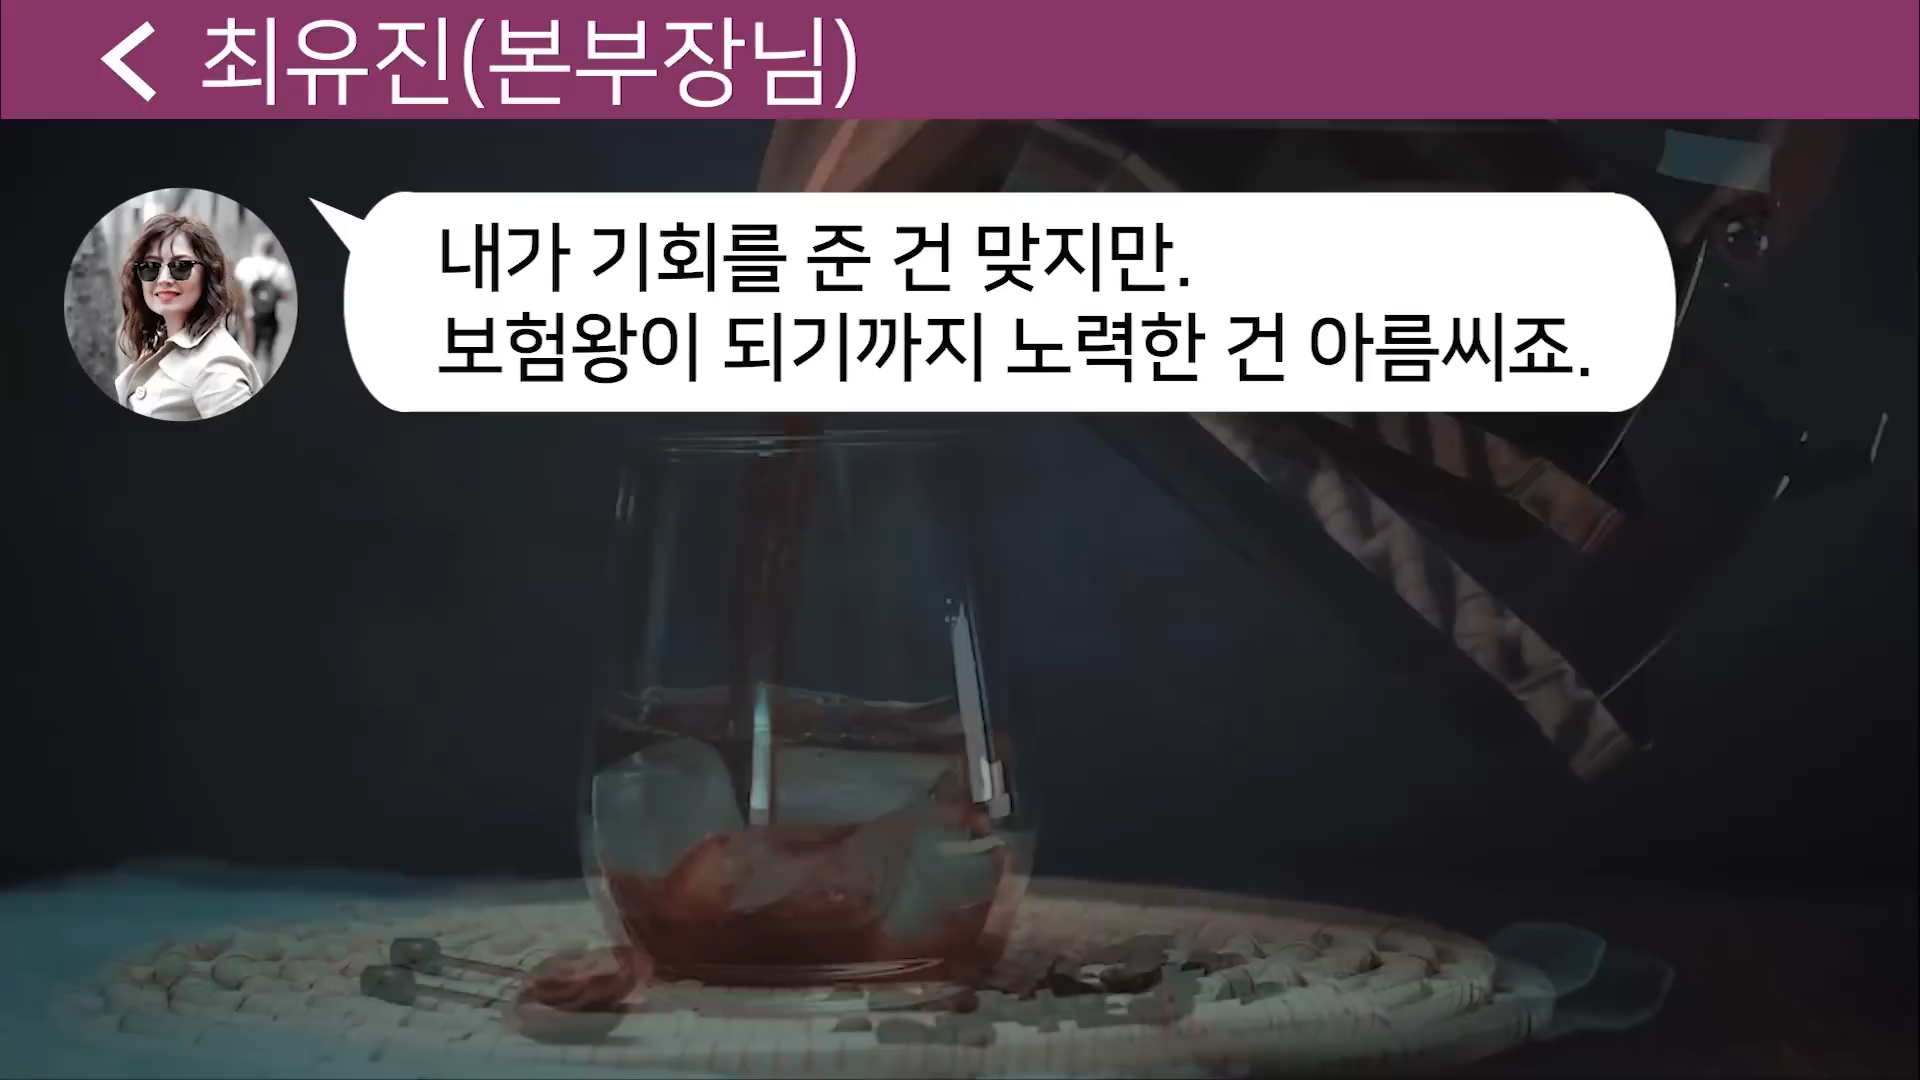 최유진(본부장님)
내가 기회를 준 건 맞지만.
보험왕이 되기까지 노력한 건 아름씨죠.